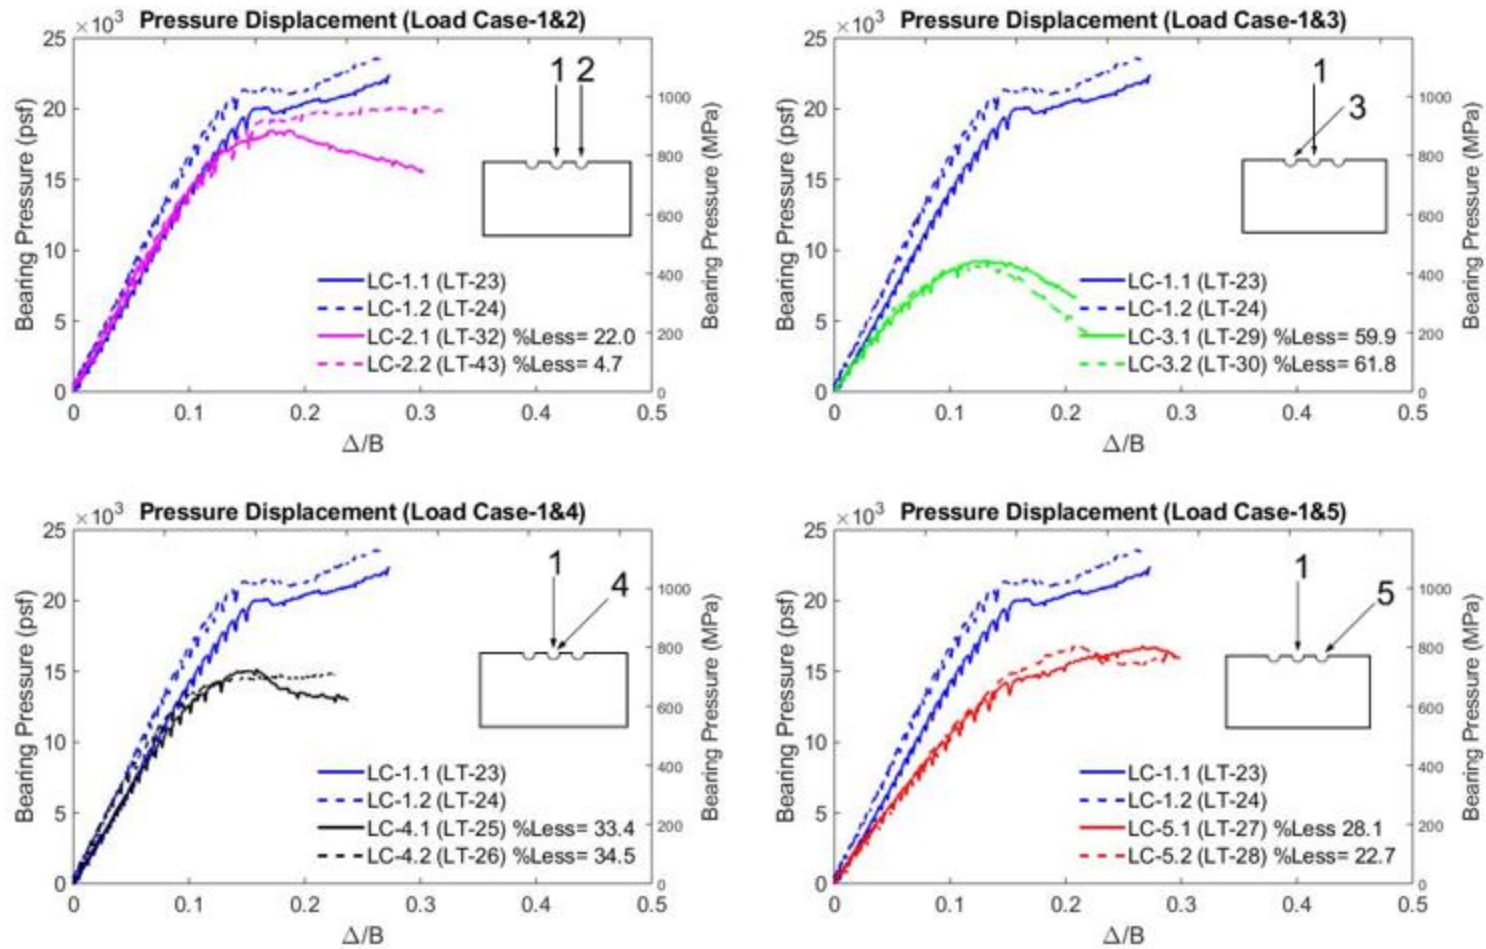 Pressure Displacement (Load Case-1&2)
×10³
25
20
15
10
5
0
Bearing Pressure (psf)
1 2
1000
800
600
400
200
0
Bearing Pressure (MPa)
LC-1.1 (LT-23)
LC-1.2 (LT-24)
LC-2.1 (LT-32) %Less= 22.0
LC-2.2 (LT-43) %Less= 4.7
0 0.1 0.2 0.3 0.4 0.5
Δ/B
Pressure Displacement (Load Case-1&3)
×10³
25
20
15
10
5
0
Bearing Pressure (psf)
1
3
1000
800
600
400
200
0
Bearing Pressure (MPa)
LC-1.1 (LT-23)
LC-1.2 (LT-24)
LC-3.1 (LT-29) %Less= 59.9
LC-3.2 (LT-30) %Less= 61.8
0 0.1 0.2 0.3 0.4 0.5
Δ/B
Pressure Displacement (Load Case-1&4)
×10³
25
20
15
10
5
0
Bearing Pressure (psf)
1
4
1000
800
600
400
200
0
Bearing Pressure (MPa)
LC-1.1 (LT-23)
LC-1.2 (LT-24)
LC-4.1 (LT-25) %Less= 33.4
LC-4.2 (LT-26) %Less= 34.5
0 0.1 0.2 0.3 0.4 0.5
Δ/B
Pressure Displacement (Load Case-1&5)
×10³
25
20
15
10
5
0
Bearing Pressure (psf)
1
5
1000
800
600
400
200
0
Bearing Pressure (MPa)
LC-1.1 (LT-23)
LC-1.2 (LT-24)
LC-5.1 (LT-27) %Less 28.1
LC-5.2 (LT-28) %Less= 22.7
0 0.1 0.2 0.3 0.4 0.5
Δ/B